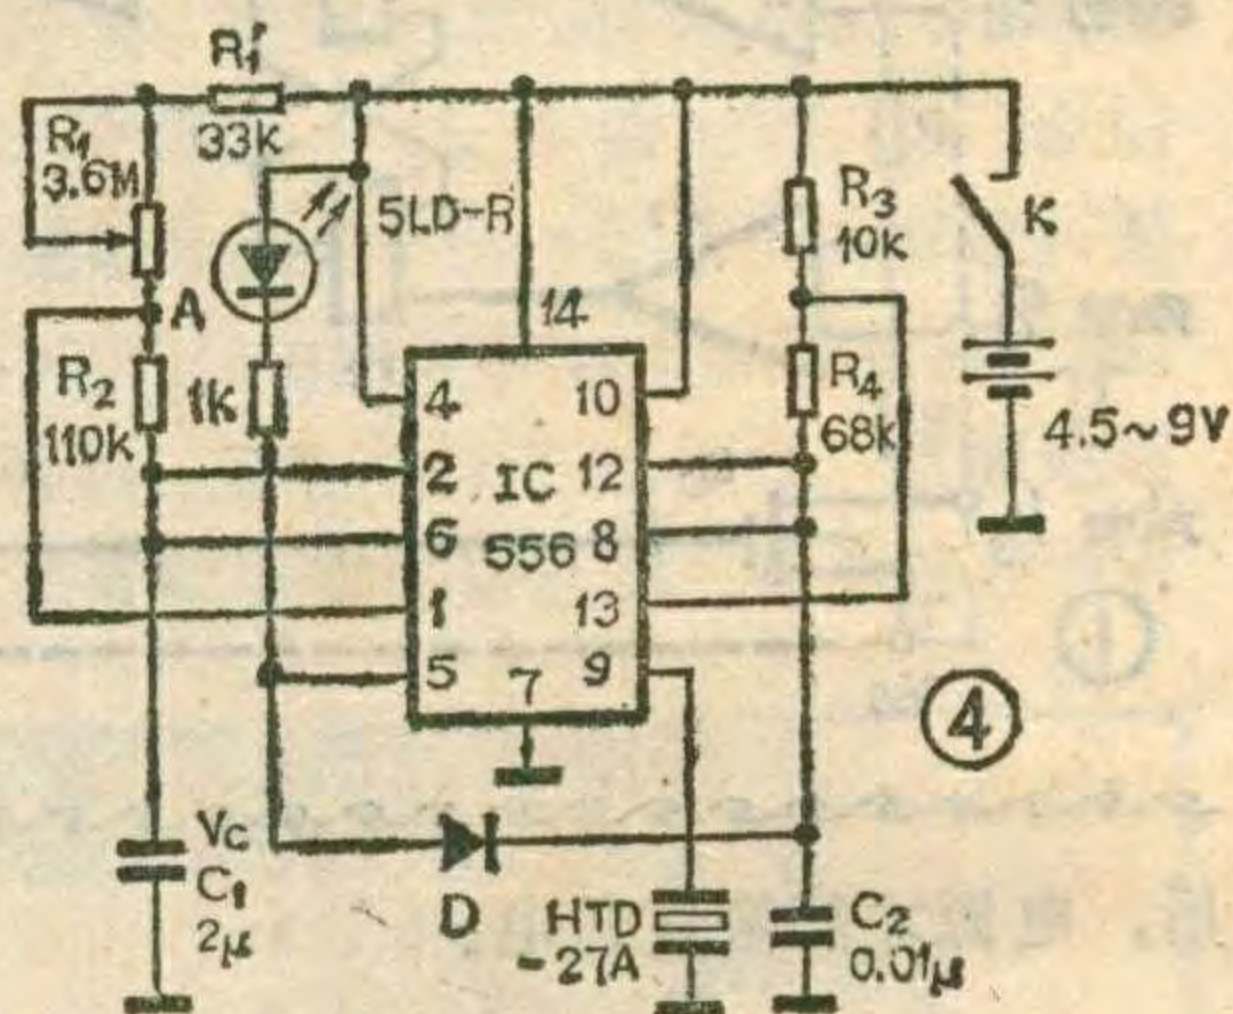 R₁′
33k
R₁
3.6M
5LD-R
R₃
10k
K
A
14
R₂
110k
1k
4
10
R₄
68k
4.5~9V
2
IC
12
6
556
8
1
13
5
7
9
④
Vc
C₁
2μ
D
HTD
-27A
C₂
0.01μ